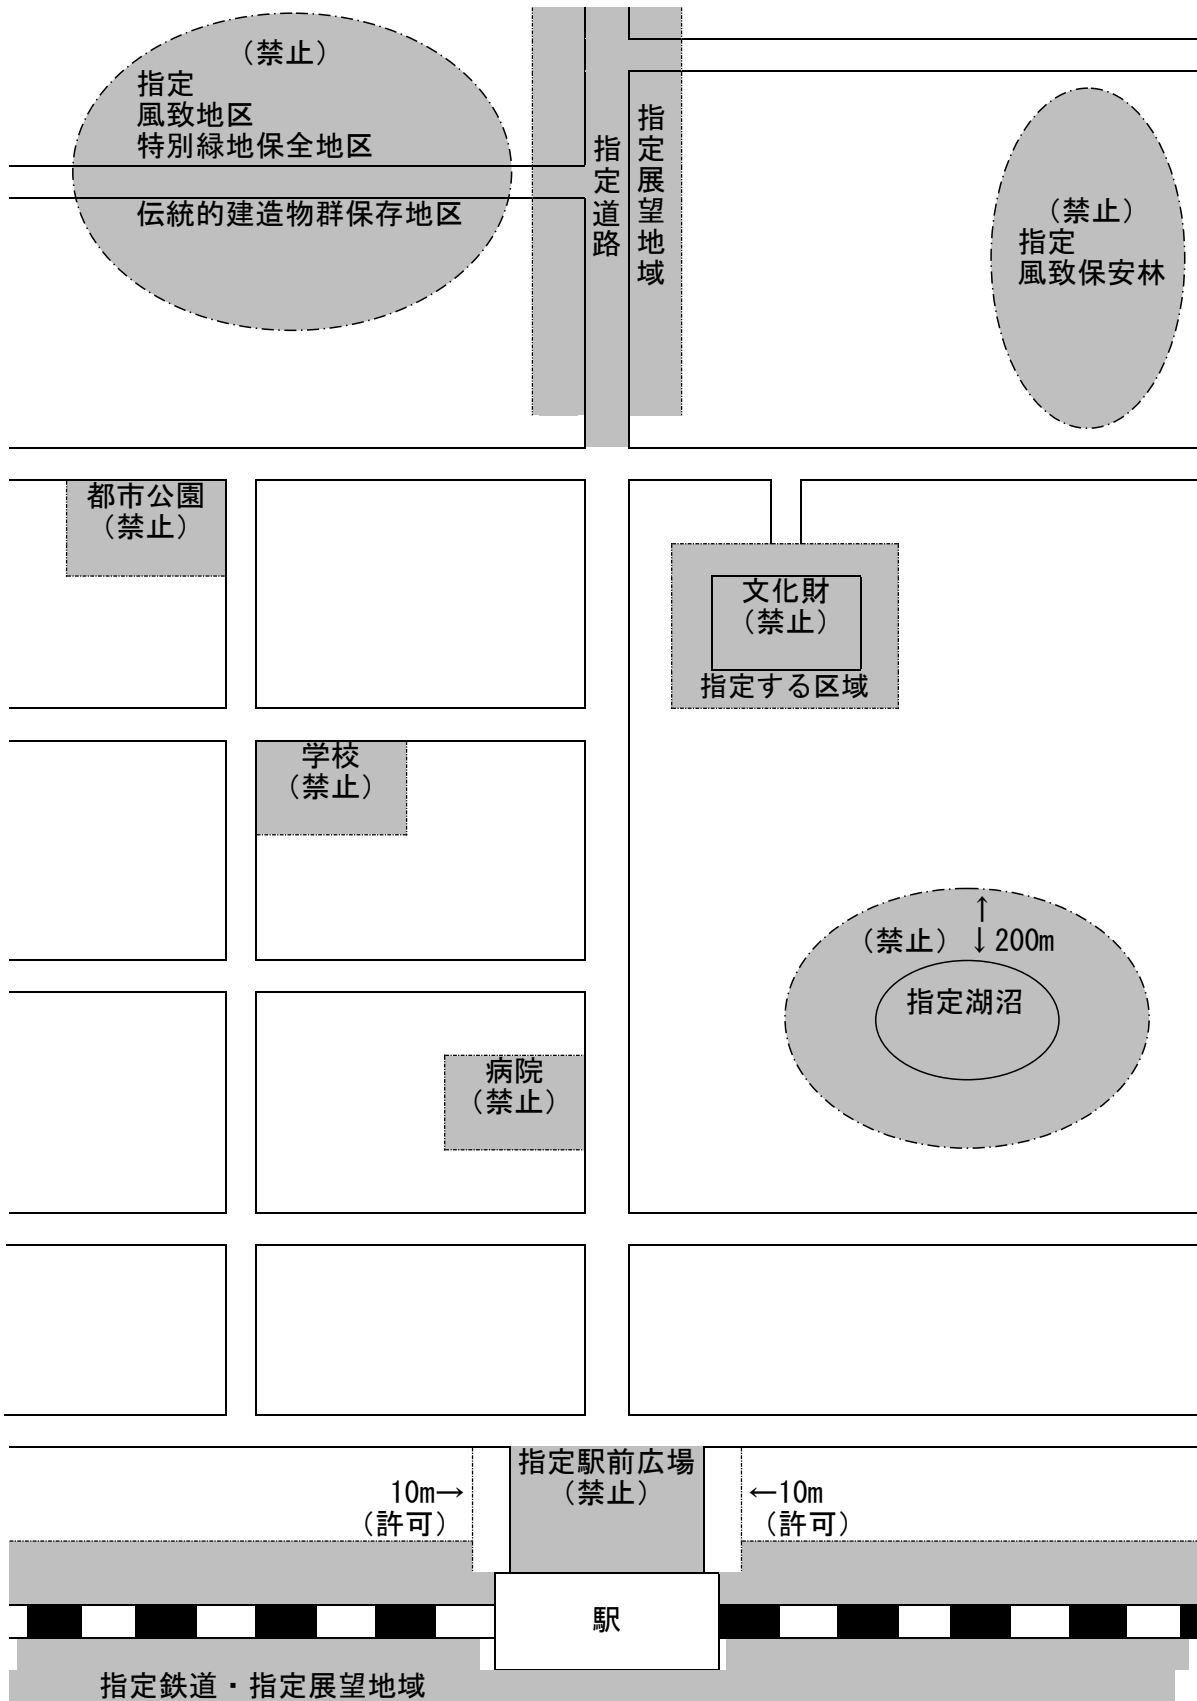 （禁止）
指定
風致地区
特別緑地保全地区
伝統的建造物群保存地区
指定道路
指定展望地域
（禁止）
指定
風致保安林
都市公園
（禁止）
文化財
（禁止）
指定する区域
学校
（禁止）
↑
（禁止）↓200m
指定湖沼
病院
（禁止）
指定駅前広場
（禁止）
10m→
（許可）
←10m
（許可）
駅
指定鉄道・指定展望地域